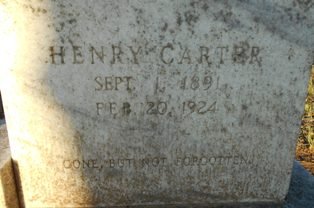 HENRY CARTER
SEPT. 1, 1891
FEB. 20, 1924
GONE, BUT NOT FORGOTTEN.